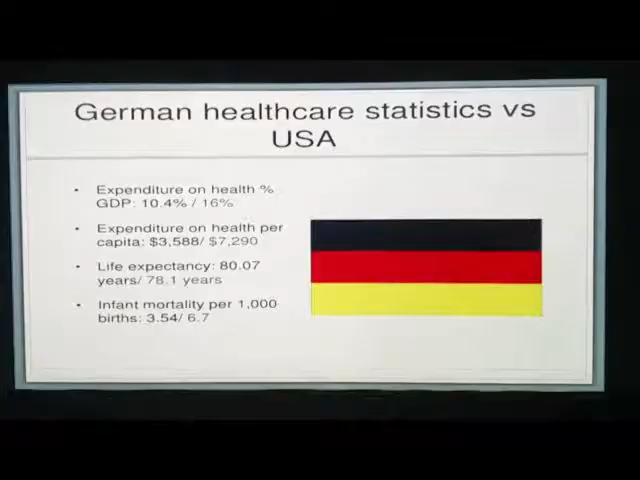 German healthcare statistics vs
USA
• Expenditure on health %
GDP: 10.4% / 16%
• Expenditure on health per
capita: $3,588/ $7,290
• Life expectancy: 80.07
years/ 78.1 years
• Infant mortality per 1,000
births: 3.54/ 6.7